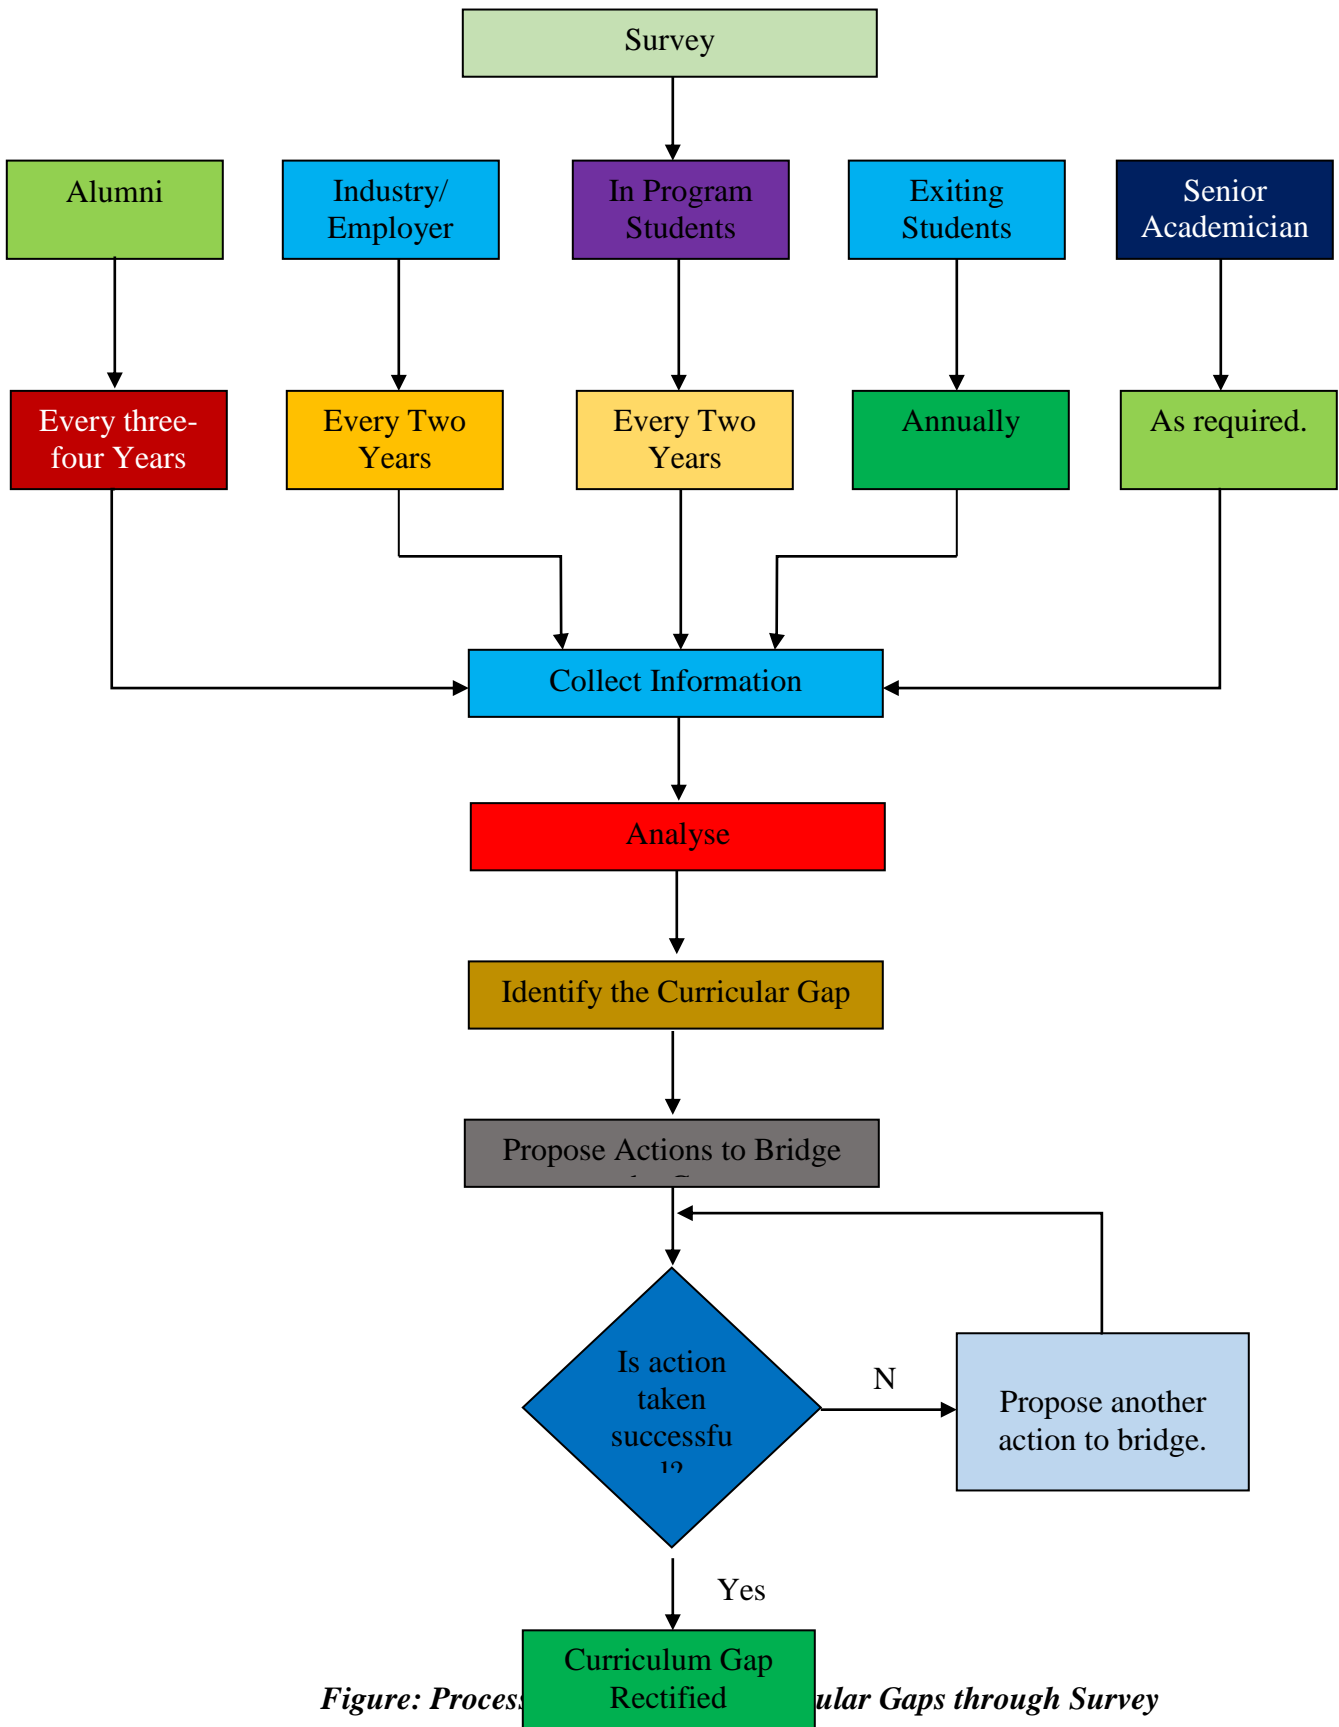 Survey
Alumni
Industry/
Employer
In Program
Students
Exiting
Students
Senior
Academician
Every three-
four Years
Every Two
Years
Every Two
Years
Annually
As required.
Collect Information
Analyse
Identify the Curricular Gap
Propose Actions to Bridge
Is action
taken
successfu
l?
N
Propose another
action to bridge.
Yes
Curriculum Gap
Rectified
Figure: Process ular Gaps through Survey